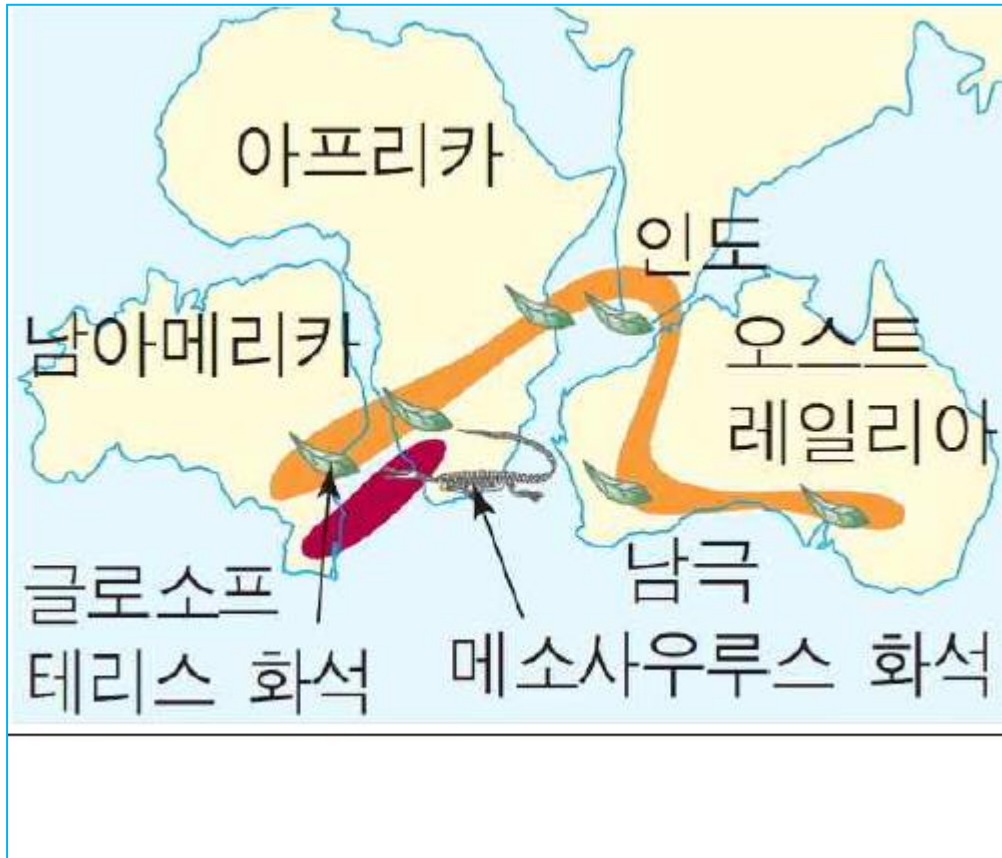 아프리카
인도
남아메리카
오스트
레일리아
남극
글로소프
테리스 화석
메소사우루스 화석